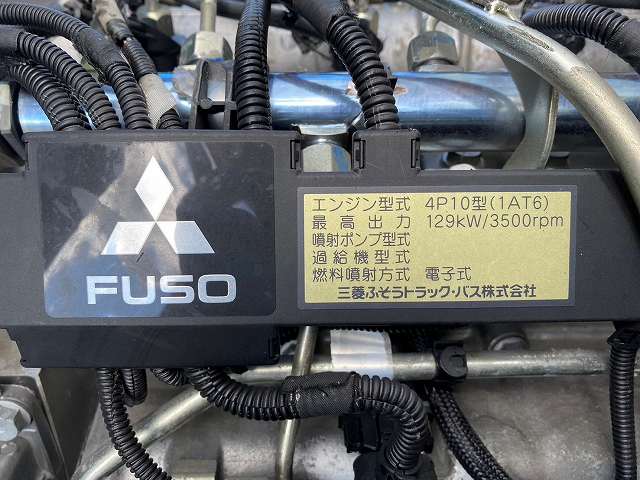 FUSO
エンジン型式 4P10型(1AT6)
最高出力 129kW/3500rpm
噴射ポンプ型式
過給機型式
燃料噴射方式 電子式
三菱ふそうトラック・バス株式会社